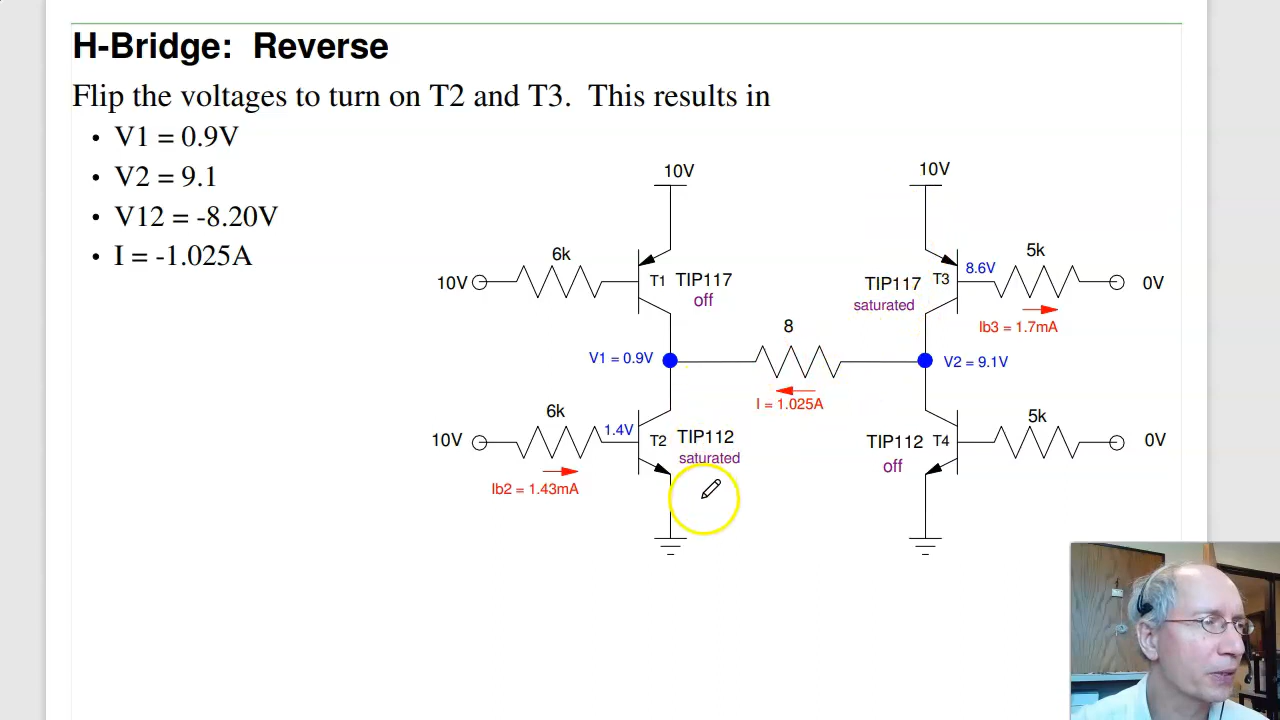 H-Bridge: Reverse
Flip the voltages to turn on T2 and T3. This results in
• V1 = 0.9V
• V2 = 9.1
• V12 = -8.20V
• I = -1.025A
10V
10V
6k
5k
10V
T1
TIP117
off
TIP117
saturated
T3
8.6V
0V
Ib3 = 1.7mA
8
V1 = 0.9V
V2 = 9.1V
I = 1.025A
6k
5k
10V
1.4V
T2
TIP112
saturated
TIP112
off
T4
0V
Ib2 = 1.43mA